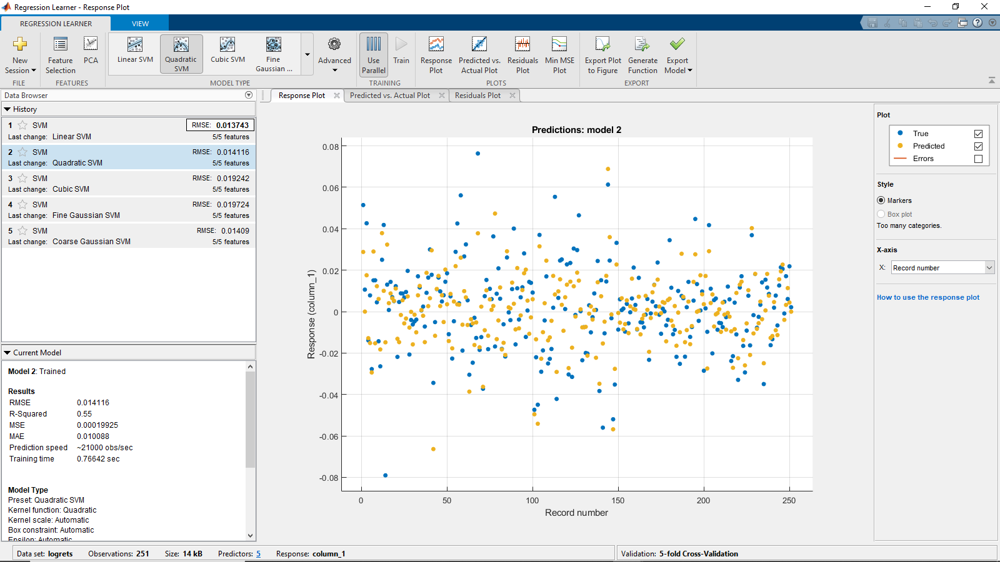 Regression Learner - Response Plot
REGRESSION LEARNER
VIEW
New Session
Feature Selection
PCA
Linear SVM
Quadratic SVM
Cubic SVM
Fine Gaussian ...
Advanced
Use Parallel
Train
Response Plot
Predicted vs. Actual Plot
Residuals Plot
Min MSE Plot
Export Plot to Figure
Generate Function
Export Model
FILE
FEATURES
MODEL TYPE
TRAINING
PLOTS
EXPORT
Data Browser
History
1 SVM RMSE: 0.013743
Last change: Linear SVM 5/5 features
2 SVM RMSE: 0.014116
Last change: Quadratic SVM 5/5 features
3 SVM RMSE: 0.019242
Last change: Cubic SVM 5/5 features
4 SVM RMSE: 0.019724
Last change: Fine Gaussian SVM 5/5 features
5 SVM RMSE: 0.01409
Last change: Coarse Gaussian SVM 5/5 features
Current Model
Model 2: Trained
Results
RMSE 0.014116
R-Squared 0.55
MSE 0.00019925
MAE 0.010088
Prediction speed ~21000 obs/sec
Training time 0.76642 sec
Model Type
Preset: Quadratic SVM
Kernel function: Quadratic
Kernel scale: Automatic
Box constraint: Automatic
Epsilon: Automatic
Response Plot
Predicted vs. Actual Plot
Residuals Plot
Predictions: model 2
Response (column_1)
0.08
0.06
0.04
0.02
0
-0.02
-0.04
-0.06
-0.08
0 50 100 150 200 250
Record number
Plot
True
Predicted
Errors
Style
Markers
Box plot
Too many categories.
X-axis
X: Record number
How to use the response plot
Data set: logrets Observations: 251 Size: 14 kB Predictors: 5 Response: column_1
Validation: 5-fold Cross-Validation